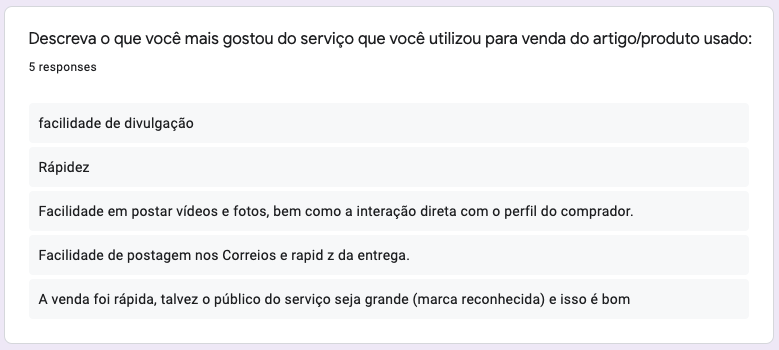 Descreva o que você mais gostou do serviço que você utilizou para venda do artigo/produto usado:
5 responses
facilidade de divulgação
Rápidez
Facilidade em postar vídeos e fotos, bem como a interação direta com o perfil do comprador.
Facilidade de postagem nos Correios e rapid z da entrega.
A venda foi rápida, talvez o público do serviço seja grande (marca reconhecida) e isso é bom